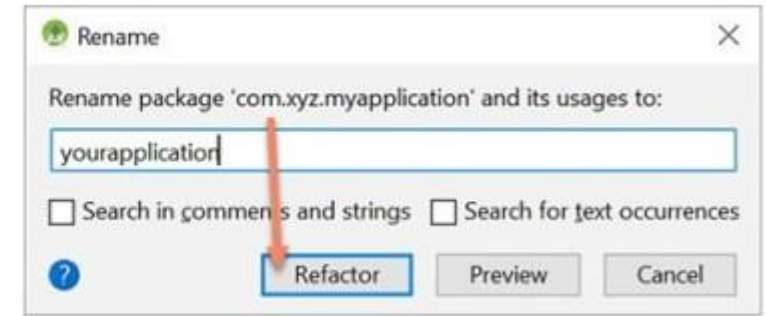 Rename
Rename package 'com.xyz.myapplication' and its usages to:
yourapplication
Search in comments and strings Search for text occurrences
? Refactor Preview Cancel